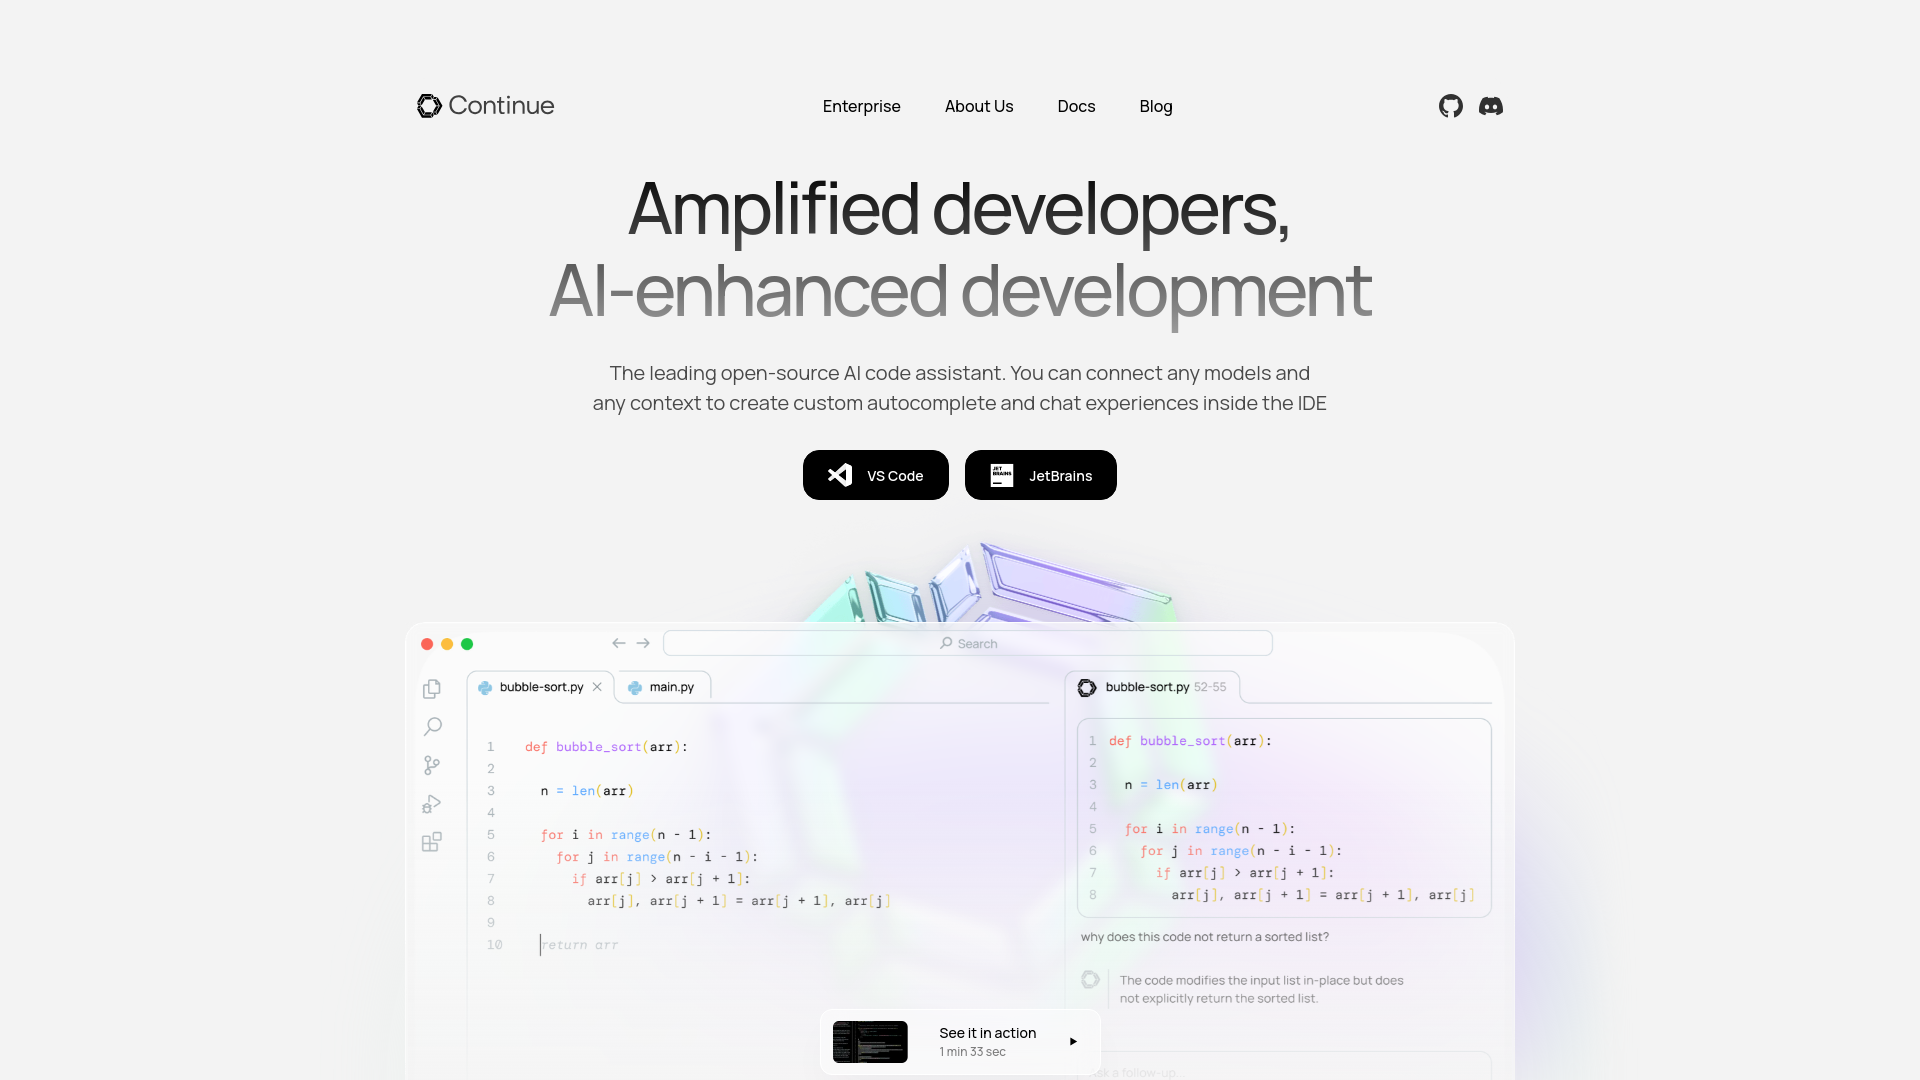 Continue
Enterprise
About Us
Docs
Blog
Amplified developers,
AI-enhanced development
The leading open-source AI code assistant. You can connect any models and
any context to create custom autocomplete and chat experiences inside the IDE
VS Code
JET BRAINS
JetBrains
Search
bubble-sort.py
main.py
1 def bubble_sort(arr):
2
3 n = len(arr)
4
5 for i in range(n - 1):
6 for j in range(n - i - 1):
7 if arr[j] > arr[j + 1]:
8 arr[j], arr[j + 1] = arr[j + 1], arr[j]
9
10 return arr
bubble-sort.py 52-55
1 def bubble_sort(arr):
2
3 n = len(arr)
4
5 for i in range(n - 1):
6 for j in range(n - i - 1):
7 if arr[j] > arr[j + 1]:
8 arr[j], arr[j + 1] = arr[j + 1], arr[j]
why does this code not return a sorted list?
The code modifies the input list in-place but does
not explicitly return the sorted list.
See it in action
1 min 33 sec
Ask a follow-up...